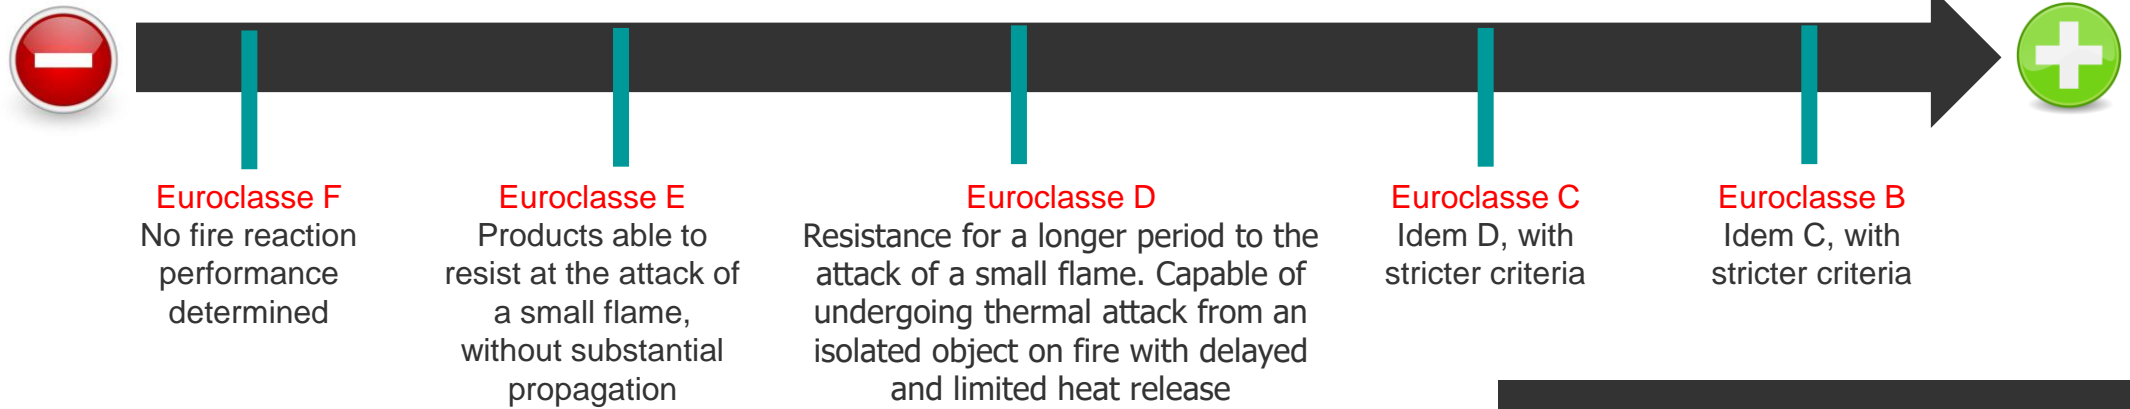 Euroclasse F
No fire reaction
performance
determined
Euroclasse E
Products able to
resist at the attack of
a small flame,
without substantial
propagation
Euroclasse D
Resistance for a longer period to the
attack of a small flame. Capable of
undergoing thermal attack from an
isolated object on fire with delayed
and limited heat release
Euroclasse C
Idem D, with
stricter criteria
Euroclasse B
Idem C, with
stricter criteria